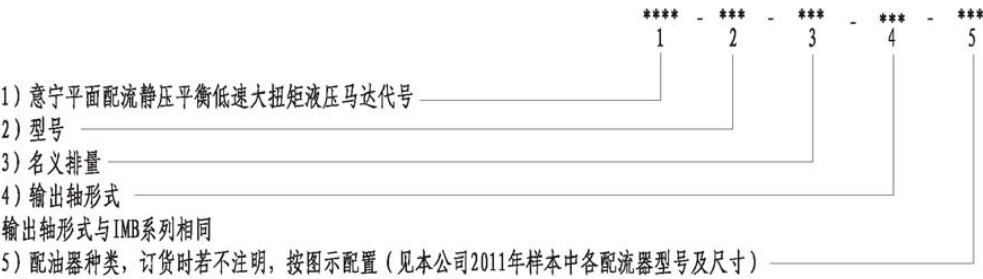 **** - *** - *** - *** - ***
1 2 3 4 5
1)意宁平面配流静压平衡低速大扭矩液压马达代号
2)型号
3)名义排量
4)输出轴形式
输出轴形式与IMB系列相同
5)配油器种类,订货时若不注明,按图示配置(见本公司2011年样本中各配流器型号及尺寸)